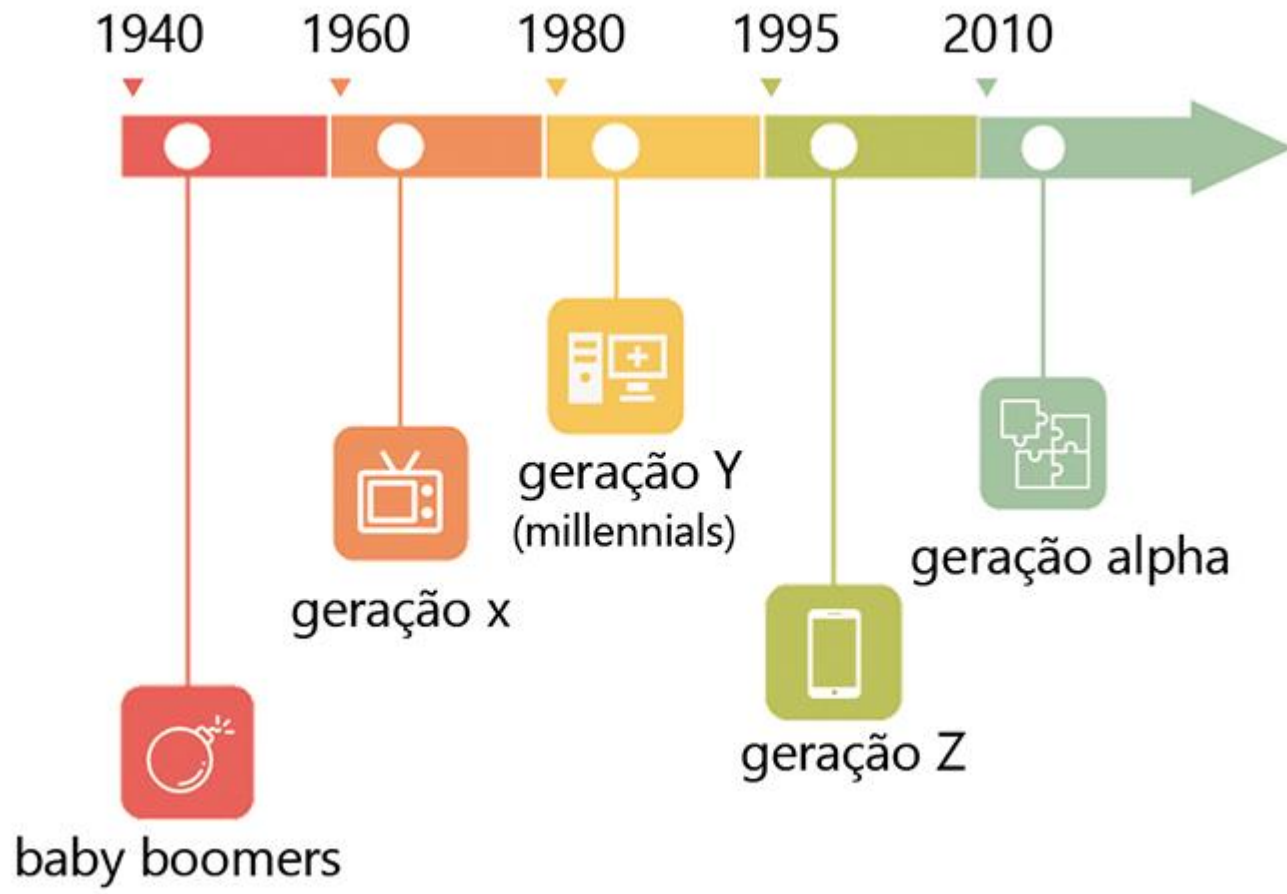 1940 1960 1980 1995 2010
geração Y
(millennials)
geração alpha
geração x
geração Z
baby boomers